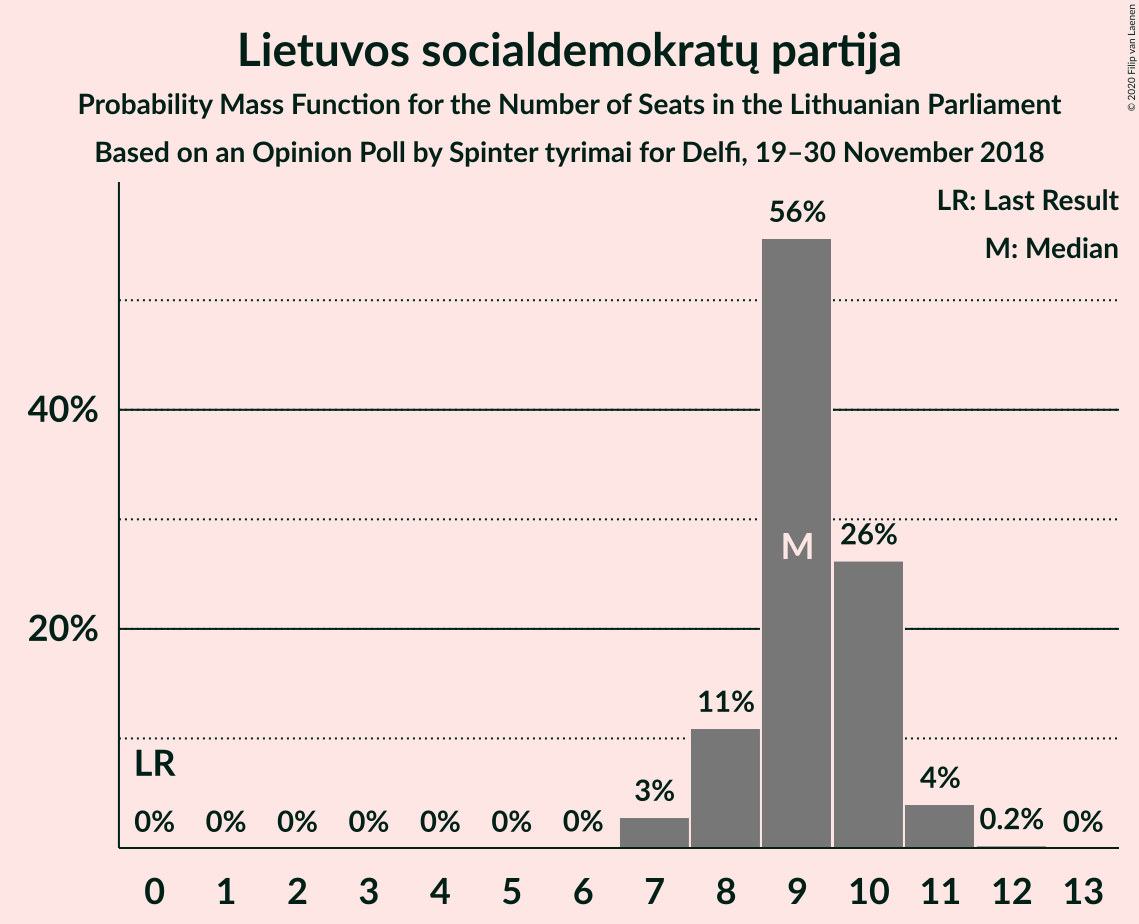 Lietuvos socialdemokratų partija
Probability Mass Function for the Number of Seats in the Lithuanian Parliament
Based on an Opinion Poll by Spinter tyrimai for Delfi, 19–30 November 2018
© 2020 Filip van Laenen
LR: Last Result
M: Median
56%
40%
M
26%
20%
11%
LR
3%
4%
0% 0% 0% 0% 0% 0% 0% 0.2% 0%
0 1 2 3 4 5 6 7 8 9 10 11 12 13